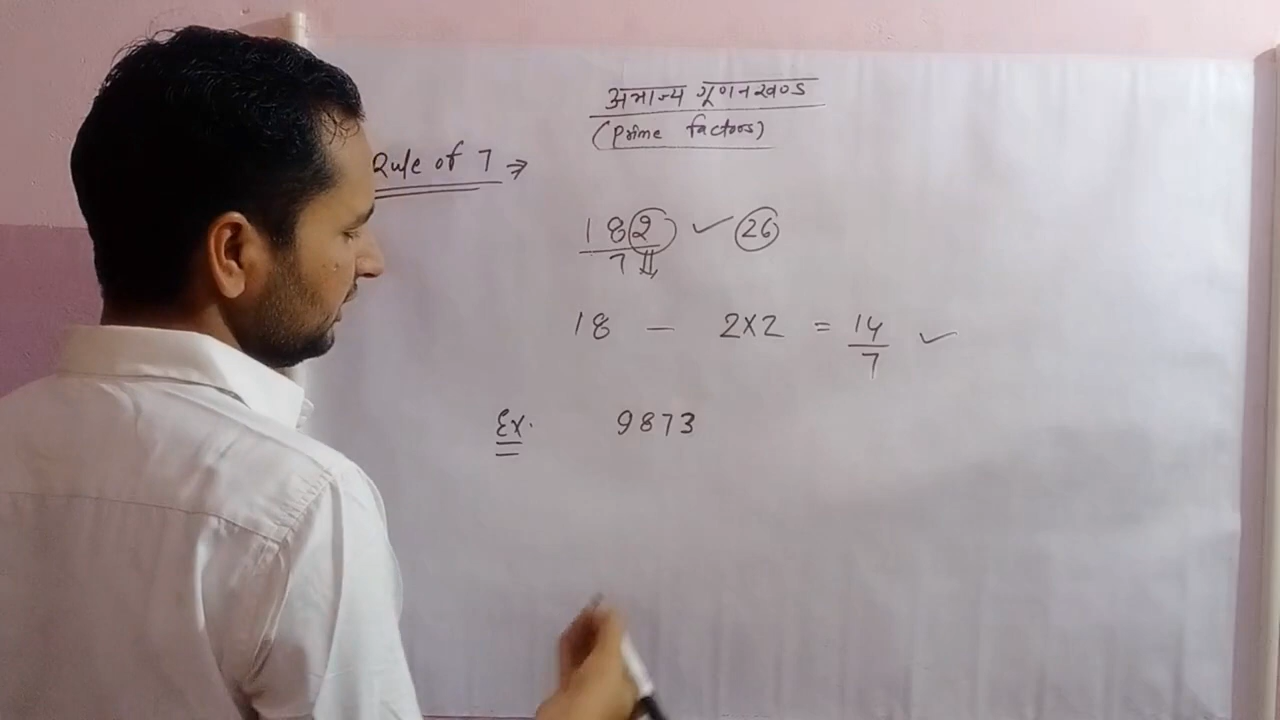 अभाज्य गूणनखण्ड
(Prime factors)
Rule of 7 ⇒
182 ✓ 26
7
18 — 2×2 = 14 ✓
7
Ex. 9873